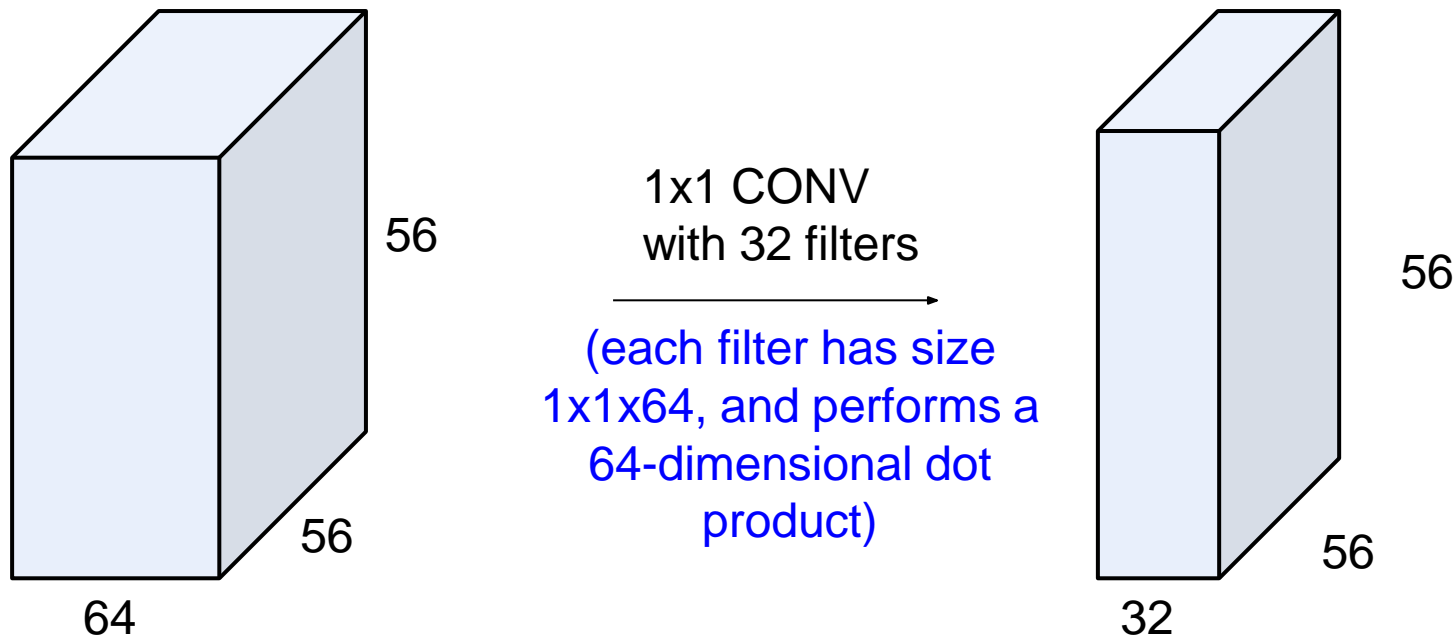 56
56
64
1x1 CONV
with 32 filters
(each filter has size
1x1x64, and performs a
64-dimensional dot
product)
56
56
32